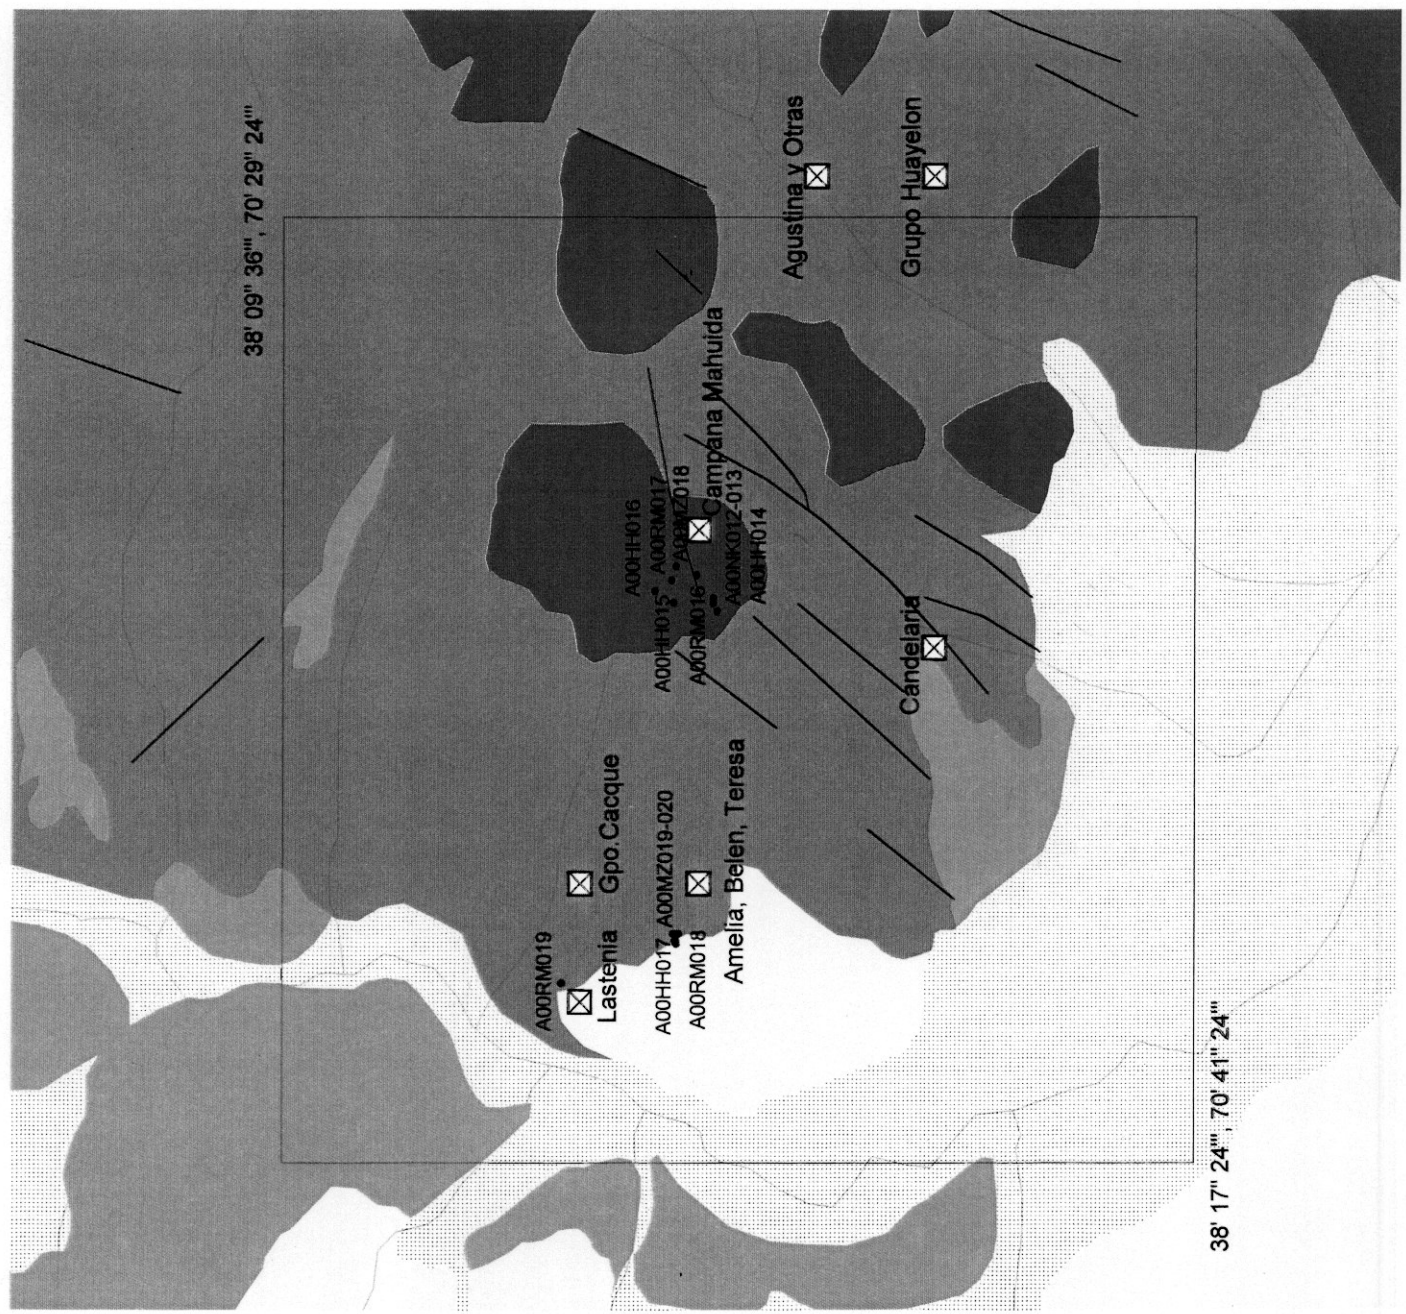 38' 09" 36"', 70' 29" 24"'
A00RM019
Lastenia
Gpo.Cacque
A00HH016
A00RM017
A00MZ018
A00HH015
A00RM016
Campana Mahuida
A00NK012-013
A00HH014
A00HH017
A00MZ019-020
A00RM018
Amelia, Belen, Teresa
Agustina y Otras
Grupo Huayelon
Candelaria
38' 17" 24"', 70' 41" 24"'